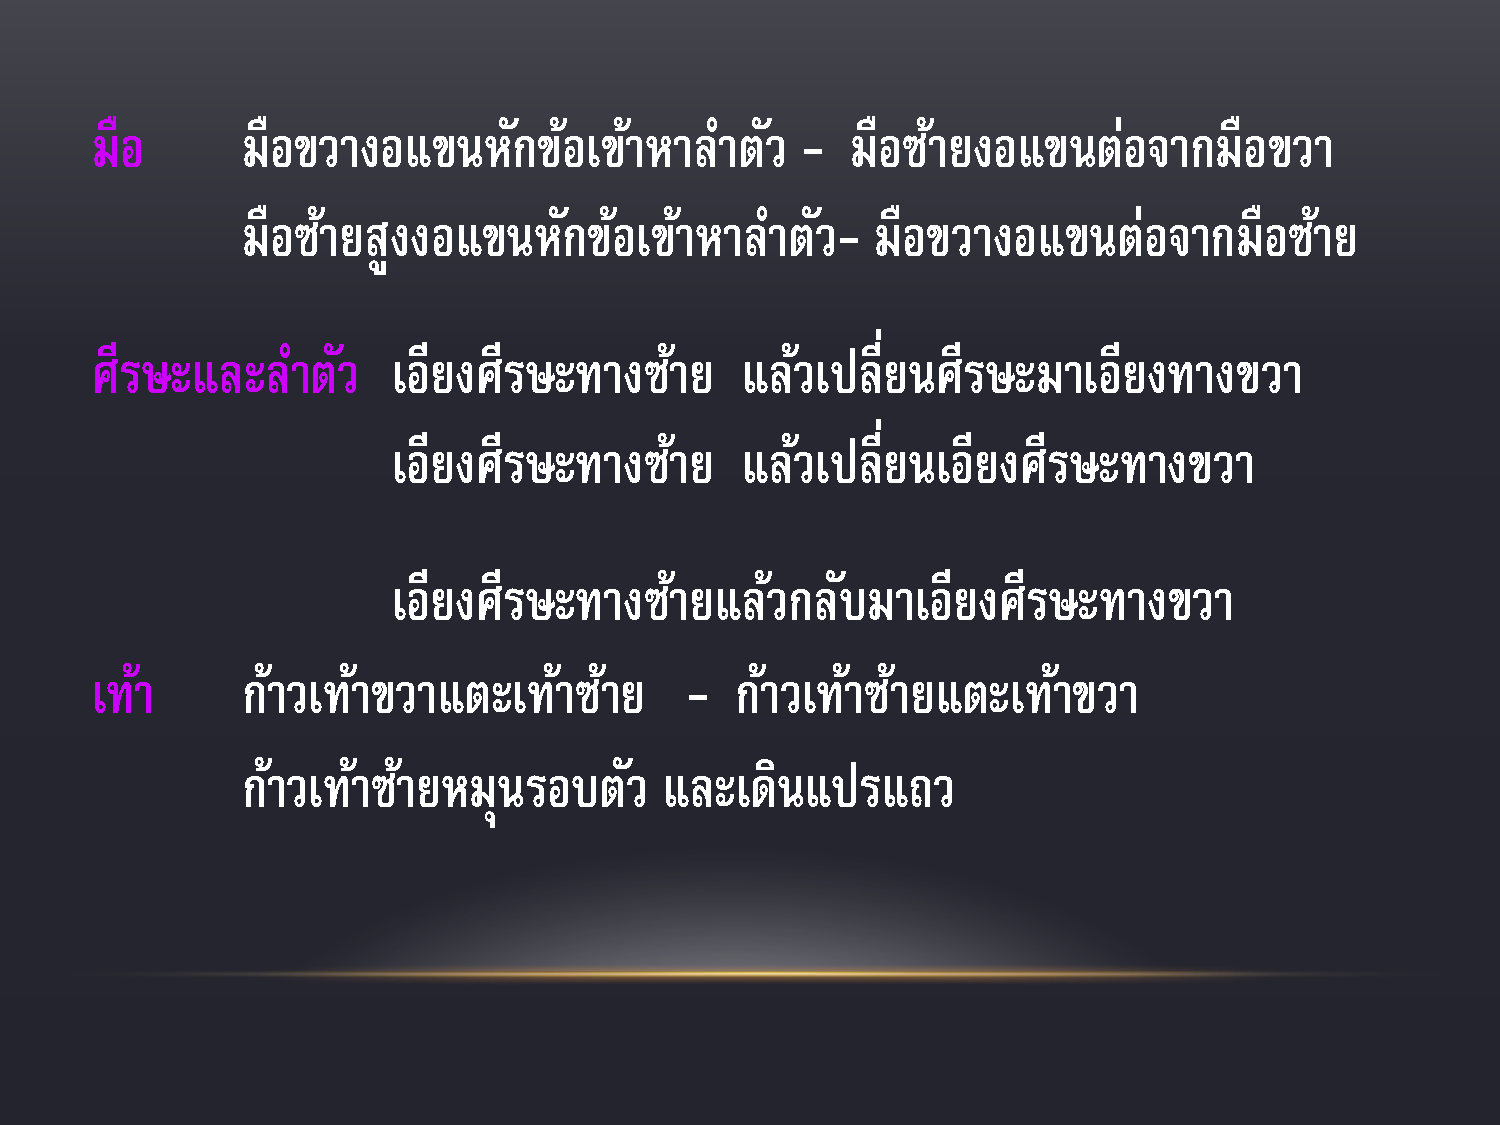 มือ มือขวางอแขนหักข้อเข้าหาลำตัว - มือซ้ายงอแขนต่อจากมือขวา
มือซ้ายสูงงอแขนหักข้อเข้าหาลำตัว- มือขวางอแขนต่อจากมือซ้าย
ศีรษะและลำตัว เอียงศีรษะทางซ้าย แล้วเปลี่ยนศีรษะมาเอียงทางขวา
เอียงศีรษะทางซ้าย แล้วเปลี่ยนเอียงศีรษะทางขวา
เอียงศีรษะทางซ้ายแล้วกลับมาเอียงศีรษะทางขวา
เท้า ก้าวเท้าขวาแตะเท้าซ้าย - ก้าวเท้าซ้ายแตะเท้าขวา
ก้าวเท้าซ้ายหมุนรอบตัว และเดินแปรแถว